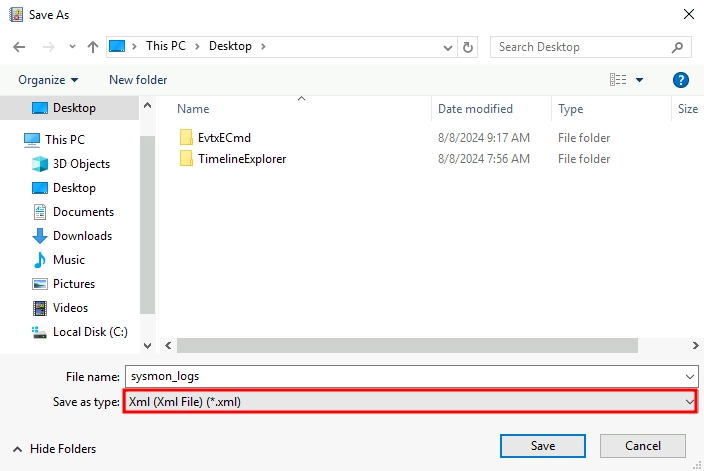 Save As
This PC
Desktop
Search Desktop
Organize
New folder
?
Name
Date modified
Type
Size
Desktop
This PC
3D Objects
Desktop
Documents
Downloads
Music
Pictures
Videos
Local Disk (C:)
EvtxECmd 8/8/2024 9:17 AM File folder
TimelineExplorer 8/8/2024 7:56 AM File folder
File name: sysmon_logs
Save as type: Xml (Xml File) (*.xml)
Hide Folders
Save
Cancel